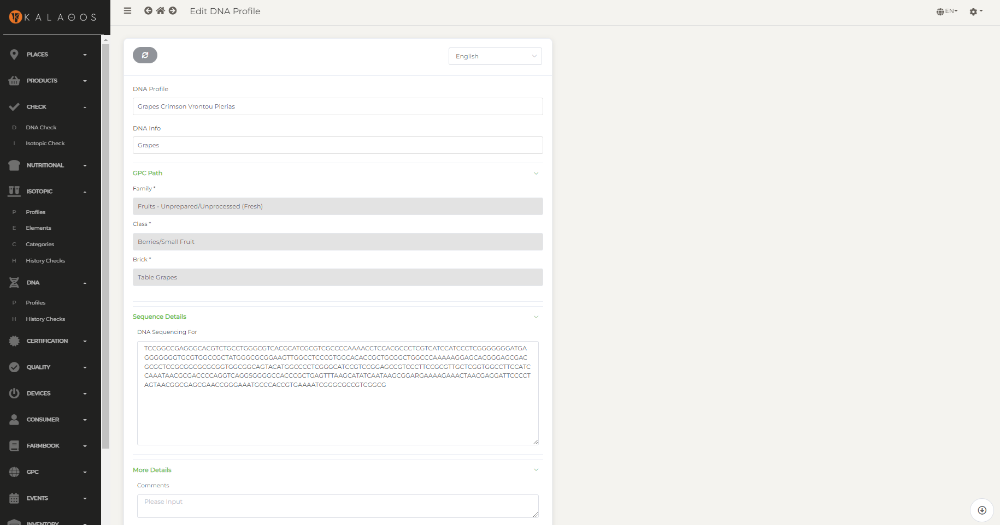 KALAΘOS
Edit DNA Profile
EN
PLACES
PRODUCTS
CHECK
D DNA Check
I Isotopic Check
NUTRITIONAL
ISOTOPIC
P Profiles
E Elements
C Categories
H History Checks
DNA
P Profiles
H History Checks
CERTIFICATION
QUALITY
DEVICES
CONSUMER
FARMBOOK
GPC
EVENTS
INVENTORY
English
DNA Profile
Grapes Crimson Vrontou Pierias
DNA Info
Grapes
GPC Path
Family *
Fruits - Unprepared/Unprocessed (Fresh)
Class *
Berries/Small Fruit
Brick *
Table Grapes
Sequence Details
DNA Sequencing For
TCCGGCCGAGGGCACGTCTGCCTGGGCGTCACGCATCGCGTCGCCCCAAAACCTCCACGCCCTCGTCATCCATCCCTCGGGGGGGATGA
GGGGGGGTGCGTGGCCGCTATGGGCGCGGAAGTTGGCCTCCCGTGGCACACCGCTGCGGCTGGCCCAAAAAGGAGCACGGGAGCGAC
GCGCTCCGCGGCGCGCGGTGGCGGCAGTACATGGCCCCTCGGGCATCCGTCCGGAGCCGTCCCTTCCGCGTTGCTCGGTGGCCTTCCATC
CAAATAACGCGACCCCAGGTCAGGSGGGGCCACCCGCTGAGTTTAAGCATATCAATAAGCGGARGAAAAGAAACTAACGAGGATTCCCCT
AGTAACGGCGAGCGAACCGGGAAATGCCCACCGTGAAAATCGGGCGCCGTCGGCG
More Details
Comments
Please Input